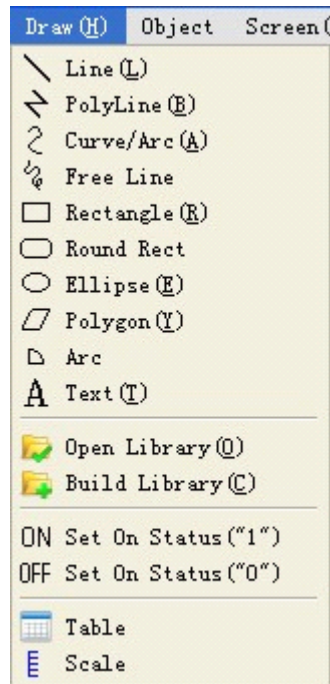 Draw(H) Object Screen(
Line(L)
PolyLine(B)
Curve/Arc(A)
Free Line
Rectangle(R)
Round Rect
Ellipse(E)
Polygon(Y)
Arc
A Text(T)
Open Library(O)
Build Library(C)
ON Set On Status("1")
OFF Set On Status("0")
Table
Scale